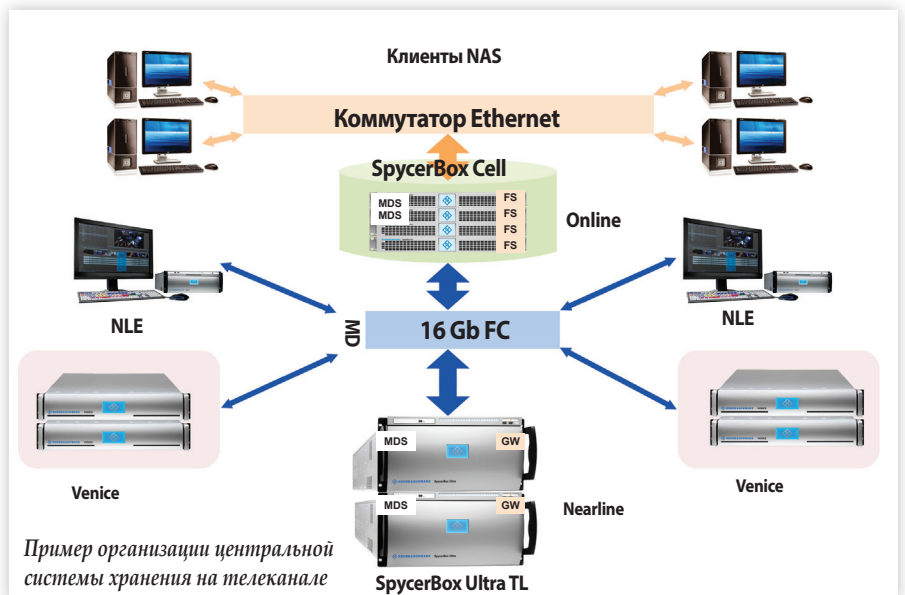 Клиенты NAS
Коммутатор Ethernet
SpycerBox Cell
MDS
FS
MDS
FS
FS
FS
Online
NLE
MD
16 Gb FC
NLE
MDS
GW
Venice
MDS
GW
Nearline
Venice
SpycerBox Ultra TL
Пример организации центральной
системы хранения на телеканале